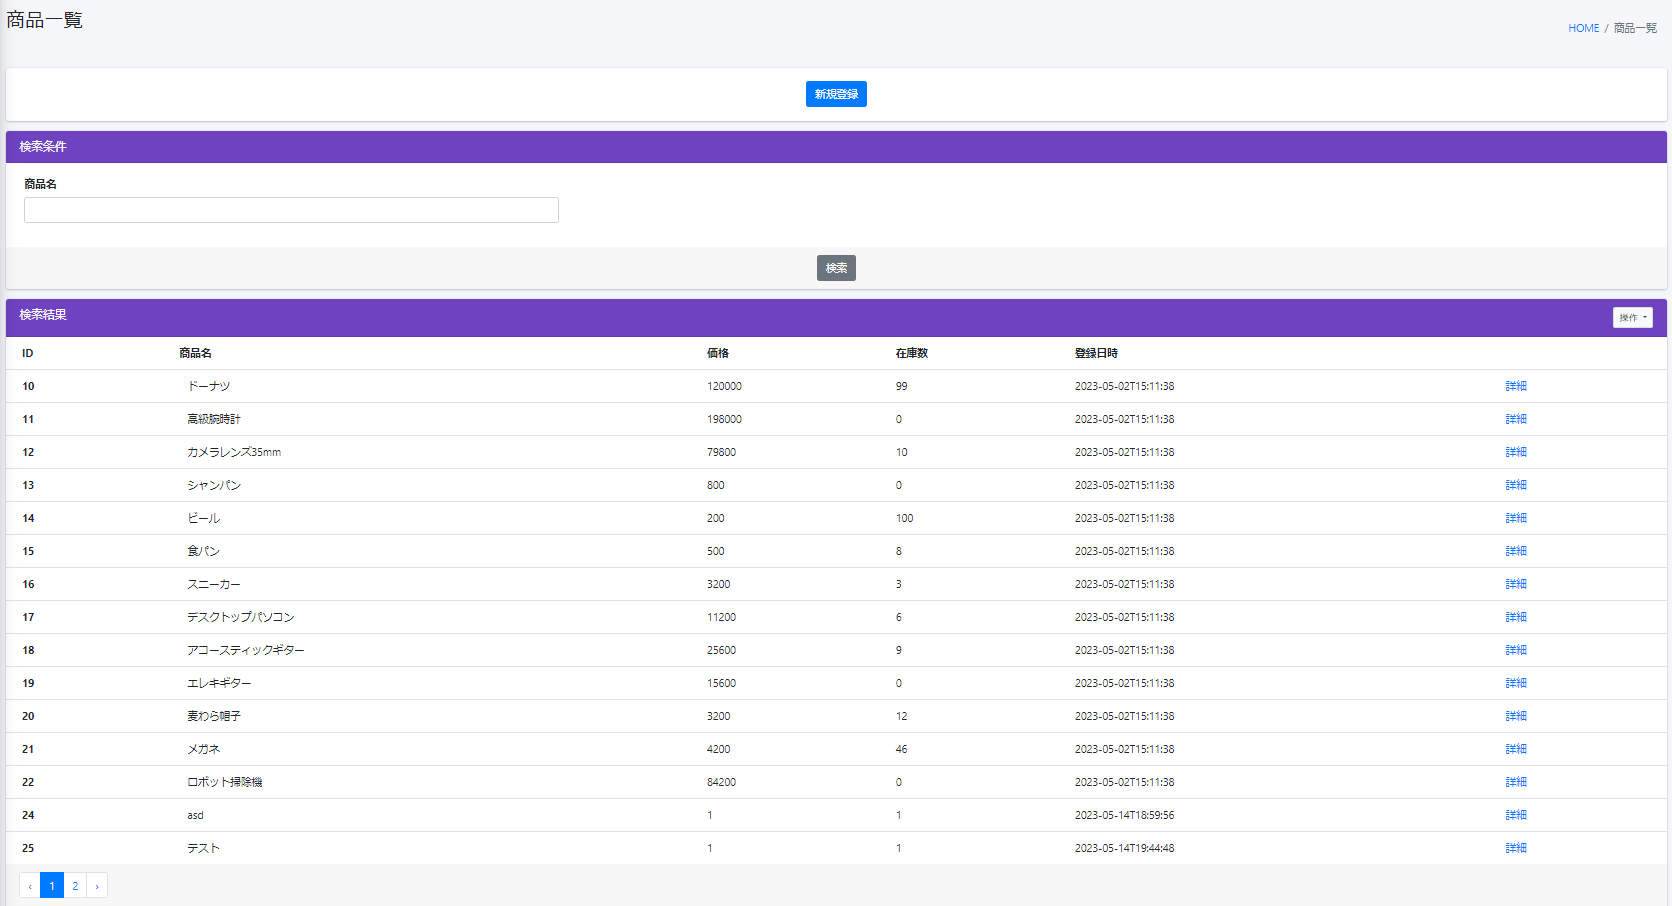 商品一覧
HOME / 商品一覧
新規登録
検索条件
商品名
検索
検索結果
操作
ID 商品名 価格 在庫数 登録日時
10 ドーナツ 120000 99 2023-05-02T15:11:38 詳細
11 高級腕時計 198000 0 2023-05-02T15:11:38 詳細
12 カメラレンズ35mm 79800 10 2023-05-02T15:11:38 詳細
13 シャンパン 800 0 2023-05-02T15:11:38 詳細
14 ビール 200 100 2023-05-02T15:11:38 詳細
15 食パン 500 8 2023-05-02T15:11:38 詳細
16 スニーカー 3200 3 2023-05-02T15:11:38 詳細
17 デスクトップパソコン 11200 6 2023-05-02T15:11:38 詳細
18 アコースティックギター 25600 9 2023-05-02T15:11:38 詳細
19 エレキギター 15600 0 2023-05-02T15:11:38 詳細
20 麦わら帽子 3200 12 2023-05-02T15:11:38 詳細
21 メガネ 4200 46 2023-05-02T15:11:38 詳細
22 ロボット掃除機 84200 0 2023-05-02T15:11:38 詳細
24 asd 1 1 2023-05-14T18:59:56 詳細
25 テスト 1 1 2023-05-14T19:44:48 詳細
‹ 1 2 ›